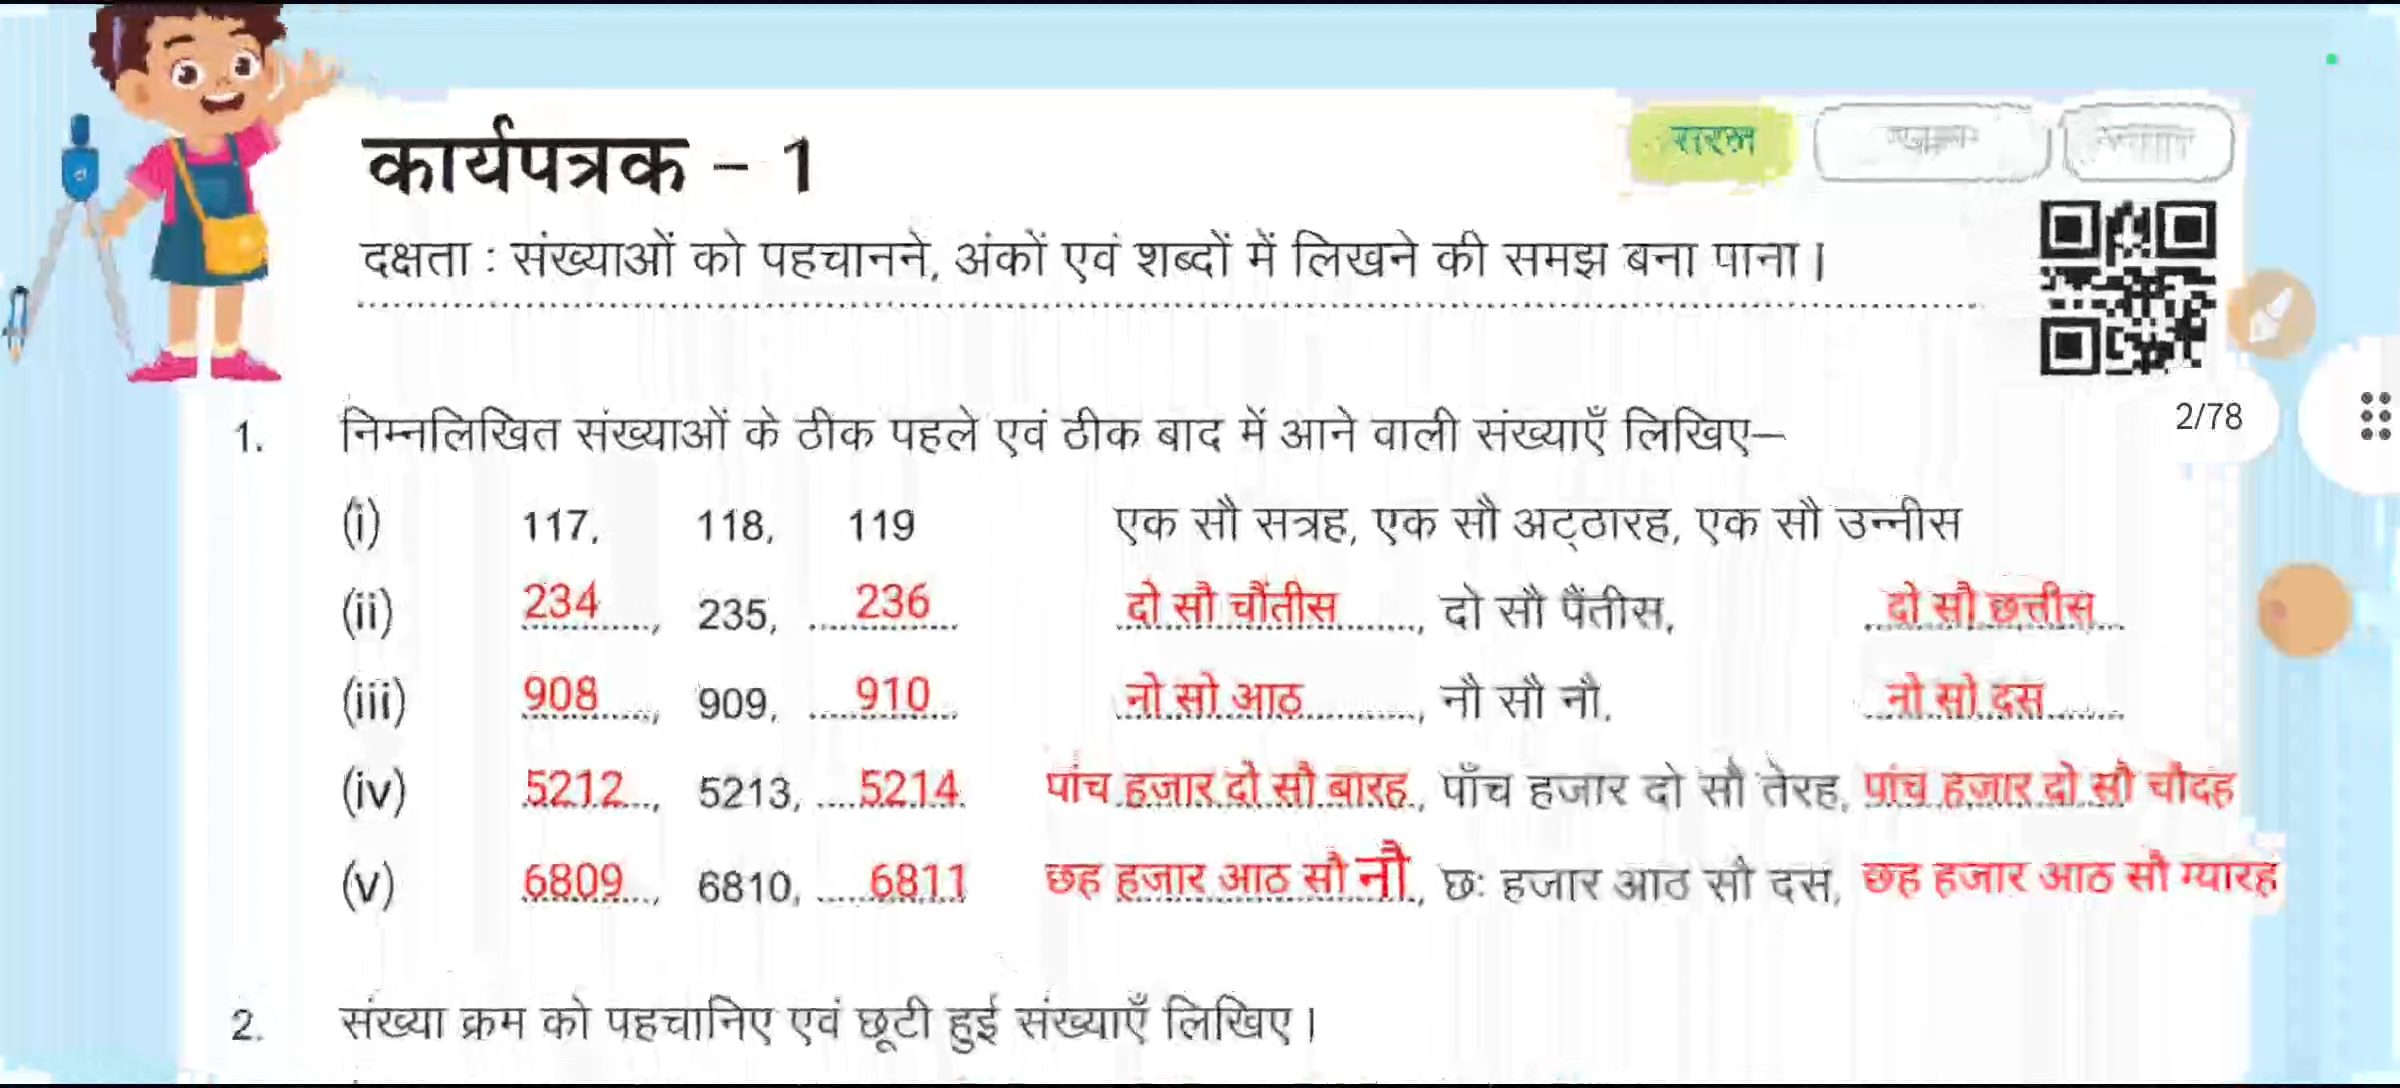 सरल
कार्यपत्रक – 1
दक्षता : संख्याओं को पहचानने, अंकों एवं शब्दों में लिखने की समझ बना पाना।
2/78
1. निम्नलिखित संख्याओं के ठीक पहले एवं ठीक बाद में आने वाली संख्याएँ लिखिए–
(i) 117, 118, 119 एक सौ सत्रह, एक सौ अट्ठारह, एक सौ उन्नीस
(ii) 234, 235, 236 दो सौ चौंतीस, दो सौ पैंतीस, दो सौ छत्तीस
(iii) 908, 909, 910 नो सो आठ, नौ सौ नौ, नो सो दस
(iv) 5212, 5213, 5214 पांच हजार दो सौ बारह, पाँच हजार दो सौ तेरह, पांच हजार दो सौ चौदह
(v) 6809, 6810, 6811 छह हजार आठ सौ नौ, छः हजार आठ सौ दस, छह हजार आठ सौ ग्यारह
2. संख्या क्रम को पहचानिए एवं छूटी हुई संख्याएँ लिखिए।